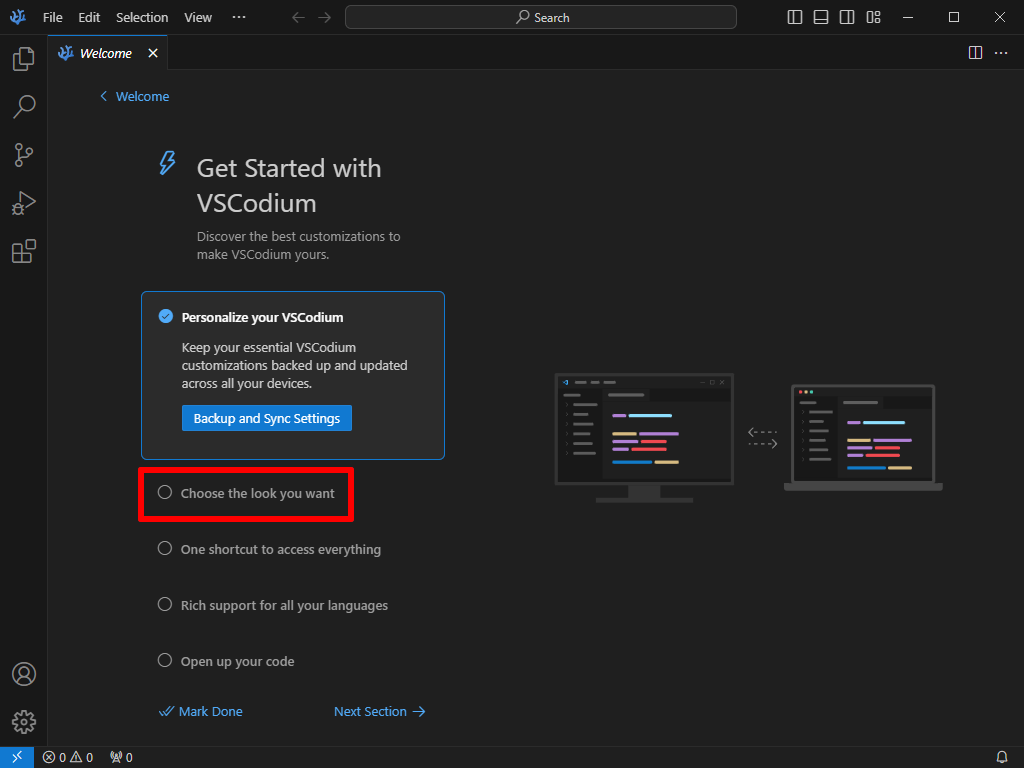 File Edit Selection View ··· Search
Welcome
Welcome
Get Started with
VSCodium
Discover the best customizations to
make VSCodium yours.
Personalize your VSCodium
Keep your essential VSCodium
customizations backed up and updated
across all your devices.
Backup and Sync Settings
Choose the look you want
One shortcut to access everything
Rich support for all your languages
Open up your code
Mark Done Next Section
0 0 0